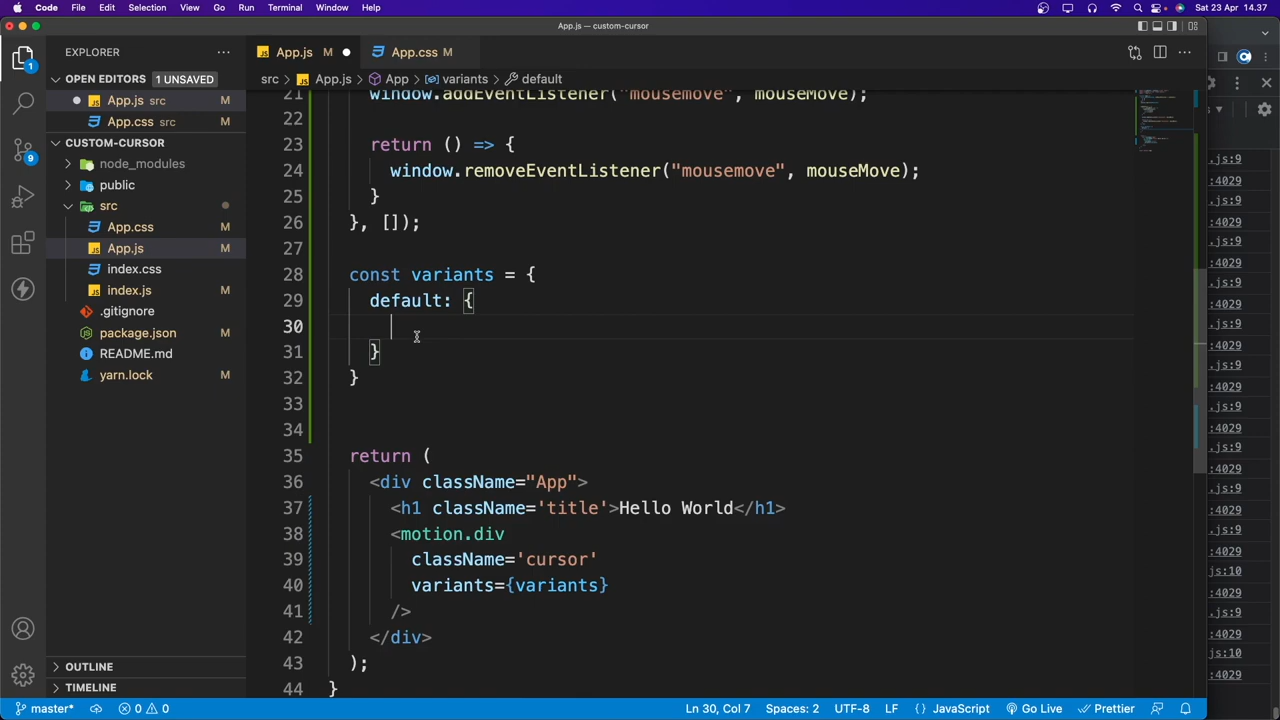 Code File Edit Selection View Go Run Terminal Window Help
Sat 23 Apr 14.37
App.js — custom-cursor
EXPLORER
App.js M
App.css M
OPEN EDITORS 1 UNSAVED
App.js src M
App.css src M
CUSTOM-CURSOR
node_modules
public
src
App.css M
App.js M
index.css
index.js M
.gitignore
package.json M
README.md
yarn.lock M
OUTLINE
TIMELINE
1
9
src > App.js > App > variants > default
21 window.addEventListener("mousemove", mouseMove);
22
23 return () => {
24 window.removeEventListener("mousemove", mouseMove);
25 }
26 }, []);
27
28 const variants = {
29 default: {
30
31 }
32 }
33
34
35 return (
36 <div className="App">
37 <h1 className='title'>Hello World</h1>
38 <motion.div
39 className='cursor'
40 variants={variants}
41 />
42 </div>
43 );
44 }
.js:9
:4029
.js:9
:4029
.js:9
:4029
.js:9
:4029
.js:9
:4029
.js:9
:4029
.js:9
:4029
.js:9
:4029
.js:9
:4029
.js:9
:4029
.js:10
:4029
.js:10
:4029
master* 0 0 Ln 30, Col 7 Spaces: 2 UTF-8 LF {} JavaScript Go Live Prettier